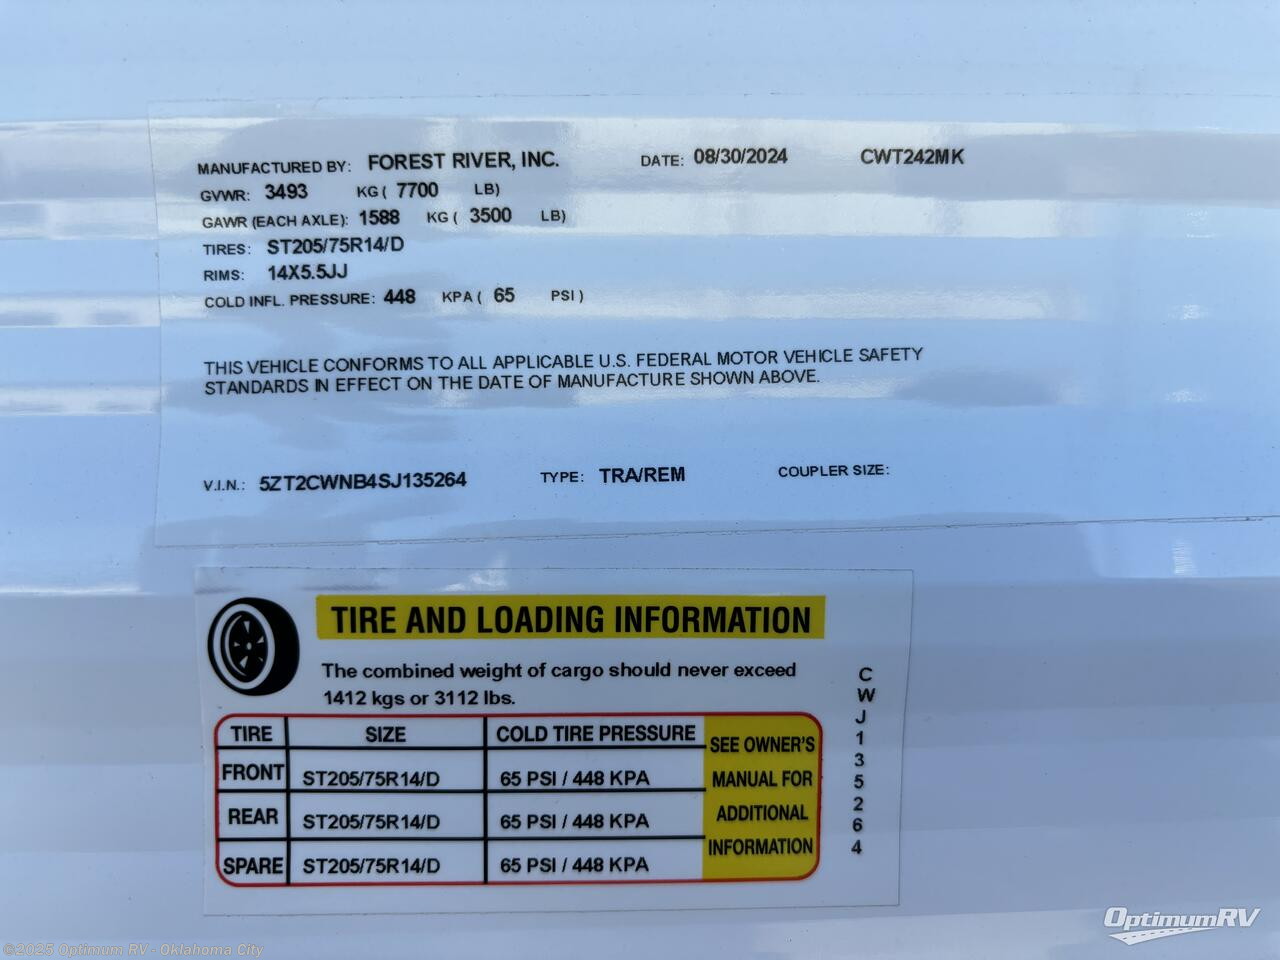 MANUFACTURED BY: FOREST RIVER, INC. DATE: 08/30/2024 CWT242MK
GVWR: 3493 KG ( 7700 LB)
GAWR (EACH AXLE): 1588 KG ( 3500 LB)
TIRES: ST205/75R14/D
RIMS: 14X5.5JJ
COLD INFL. PRESSURE: 448 KPA ( 65 PSI )
THIS VEHICLE CONFORMS TO ALL APPLICABLE U.S. FEDERAL MOTOR VEHICLE SAFETY
STANDARDS IN EFFECT ON THE DATE OF MANUFACTURE SHOWN ABOVE.
V.I.N.: 5ZT2CWNB4SJ135264 TYPE: TRA/REM COUPLER SIZE:
TIRE AND LOADING INFORMATION
The combined weight of cargo should never exceed
1412 kgs or 3112 lbs.
TIRE SIZE COLD TIRE PRESSURE
FRONT ST205/75R14/D 65 PSI / 448 KPA
REAR ST205/75R14/D 65 PSI / 448 KPA
SPARE ST205/75R14/D 65 PSI / 448 KPA
SEE OWNER'S
MANUAL FOR
ADDITIONAL
INFORMATION
CWJ135264
OptimumRV
©2025 Optimum RV - Oklahoma City